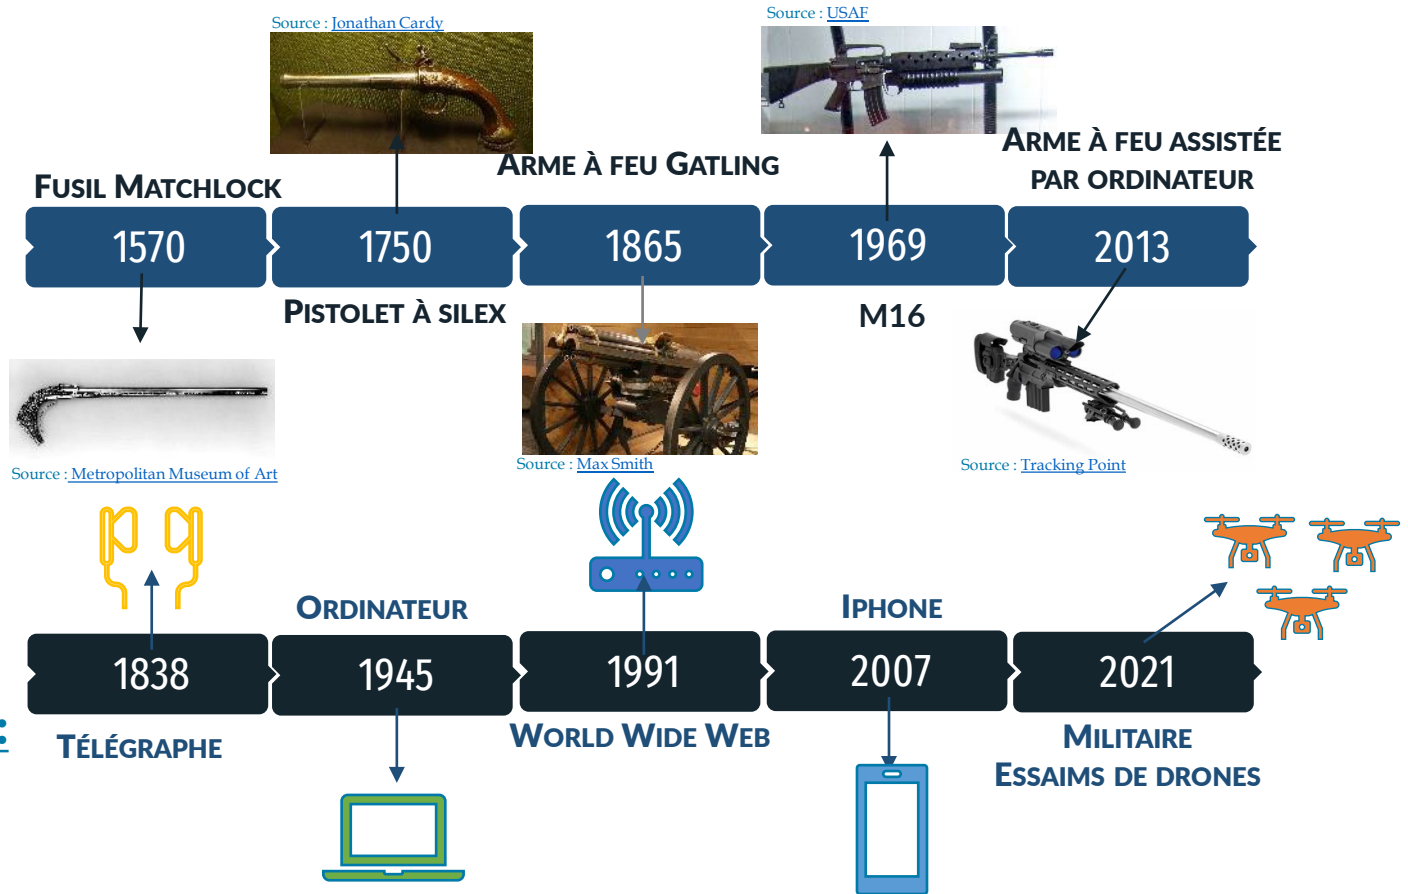 Source : Jonathan Cardy
Source : USAF
FUSIL MATCHLOCK
ARME À FEU GATLING
ARME À FEU ASSISTÉE
PAR ORDINATEUR
1570
1750
1865
1969
2013
PISTOLET À SILEX
M16
Source : Metropolitan Museum of Art
Source : Max Smith
Source : Tracking Point
ORDINATEUR
IPHONE
1838
1945
1991
2007
2021
TÉLÉGRAPHE
WORLD WIDE WEB
MILITAIRE
ESSAIMS DE DRONES